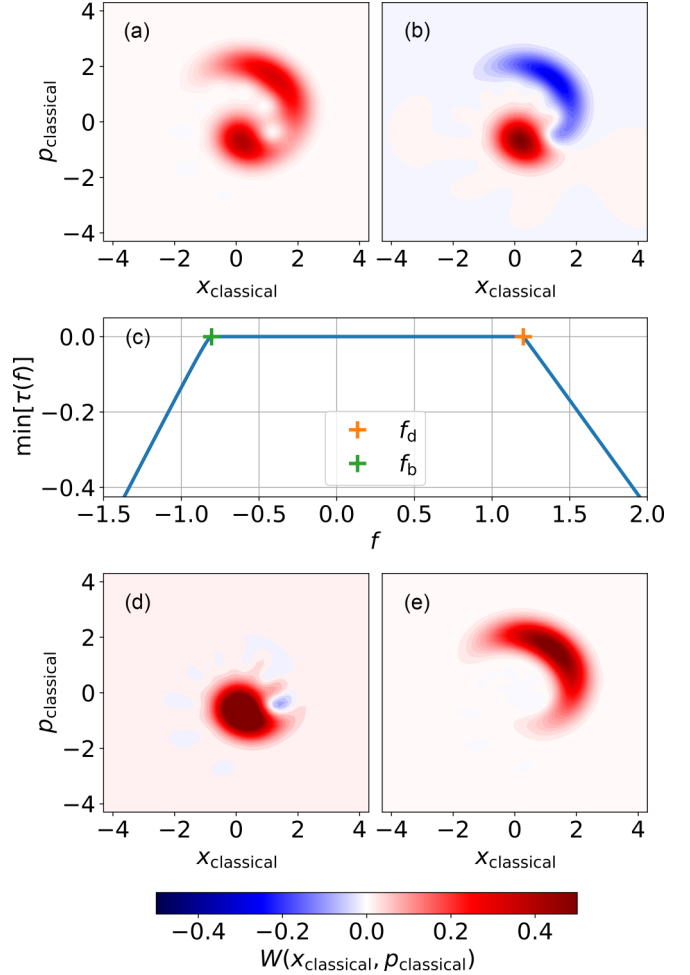 (a)
(b)
4
2
0
−2
−4
p_classical
−4 −2 0 2 4
−4 −2 0 2 4
x_classical
x_classical
(c)
0.0
−0.2
−0.4
min[τ(f)]
f_d
f_b
−1.5 −1.0 −0.5 0.0 0.5 1.0 1.5 2.0
f
(d)
(e)
4
2
0
−2
−4
p_classical
−4 −2 0 2 4
−4 −2 0 2 4
x_classical
x_classical
−0.4 −0.2 0.0 0.2 0.4
W(x_classical, p_classical)